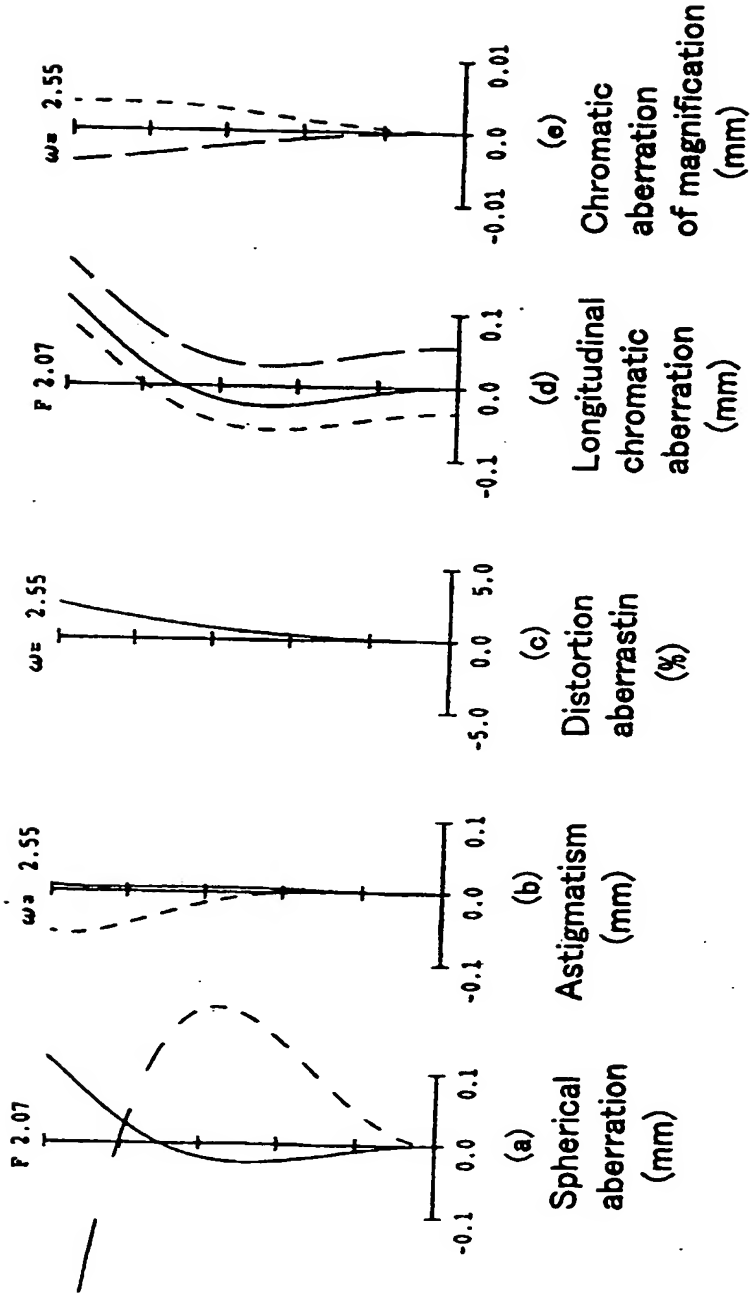 F 2.07
-0.1 0.0 0.1
(a)
Spherical
aberration
(mm)
ω= 2.55
-0.1 0.0 0.1
(b)
Astigmatism
(mm)
ω= 2.55
-5.0 0.0 5.0
(c)
Distortion
aberrastin
(%)
F 2.07
-0.1 0.0 0.1
(d)
Longitudinal
chromatic
aberration
(mm)
ω= 2.55
-0.01 0.0 0.01
(e)
Chromatic
aberration
of magnification
(mm)